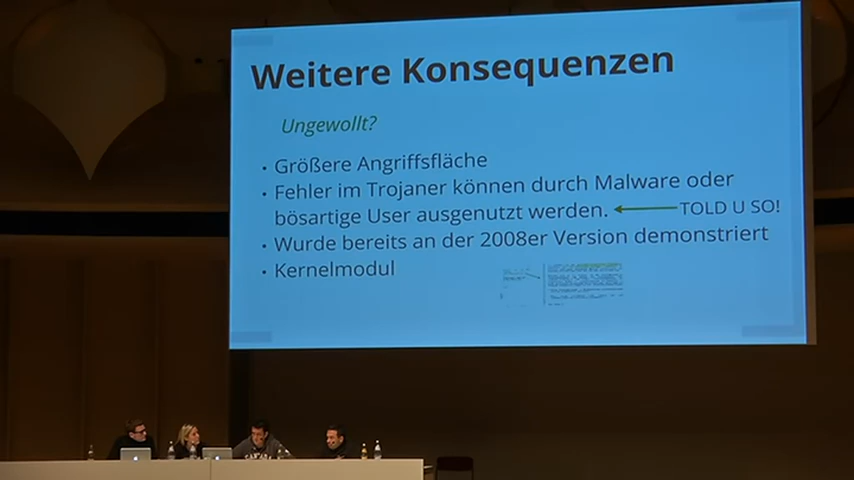 Weitere Konsequenzen
Ungewollt?
• Größere Angriffsfläche
• Fehler im Trojaner können durch Malware oder
bösartige User ausgenutzt werden. TOLD U SO!
• Wurde bereits an der 2008er Version demonstriert
• Kernelmodul